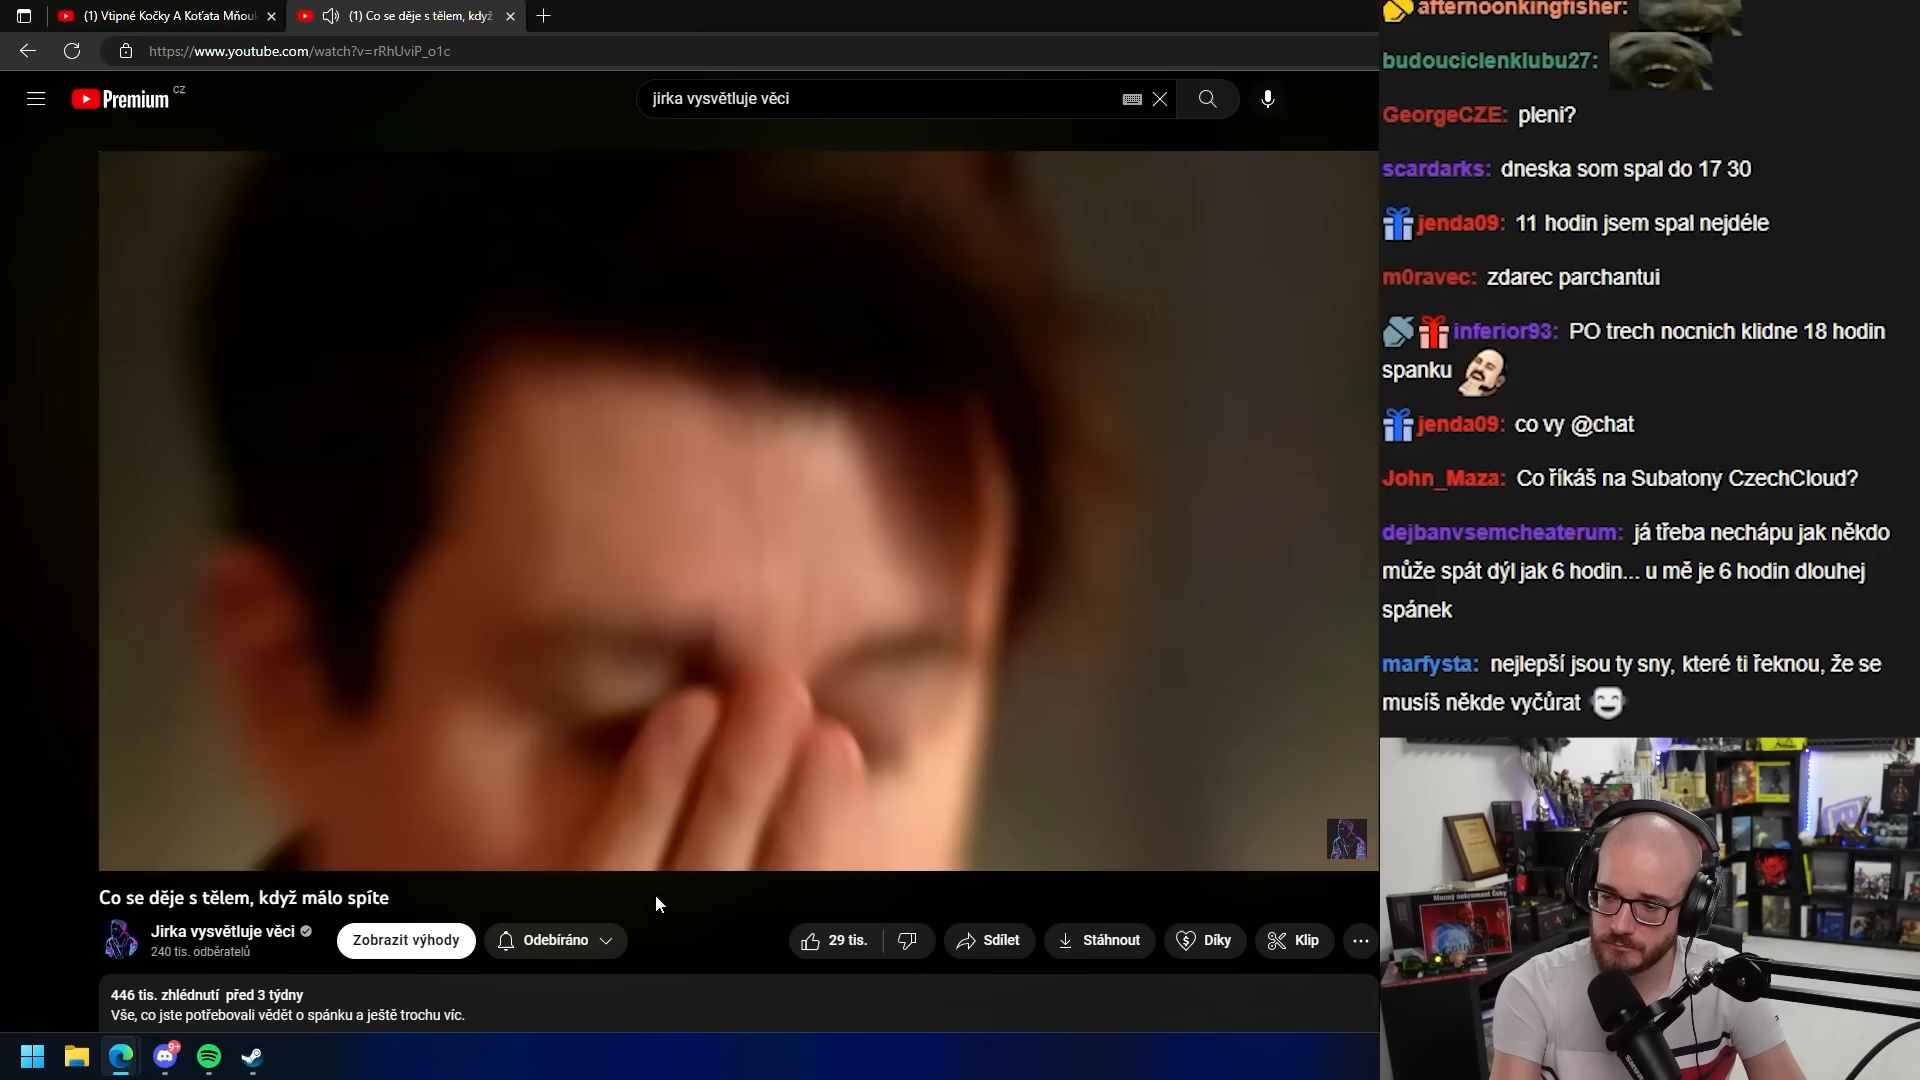 (1) Vtipné Kočky A Koťata Mňouk
(1) Co se děje s tělem, když
https://www.youtube.com/watch?v=rRhUviP_o1c
Premium CZ
jirka vysvětluje věci
Co se děje s tělem, když málo spíte
Jirka vysvětluje věci
240 tis. odběratelů
Zobrazit výhody
Odebíráno
29 tis.
Sdílet
Stáhnout
Díky
Klip
446 tis. zhlédnutí před 3 týdny
Vše, co jste potřebovali vědět o spánku a ještě trochu víc.
9+
afternoonkingfisher:
budouciclenklubu27:
GeorgeCZE: pleni?
scardarks: dneska som spal do 17 30
jenda09: 11 hodin jsem spal nejdéle
m0ravec: zdarec parchantui
inferior93: PO trech nocnich klidne 18 hodin
spanku
jenda09: co vy @chat
John_Maza: Co říkáš na Subatony CzechCloud?
dejbanvsemcheaterum: já třeba nechápu jak někdo
může spát dýl jak 6 hodin... u mě je 6 hodin dlouhej
spánek
marfysta: nejlepší jsou ty sny, které ti řeknou, že se
musíš někde vyčůrat
Mocný nekromant Čeky